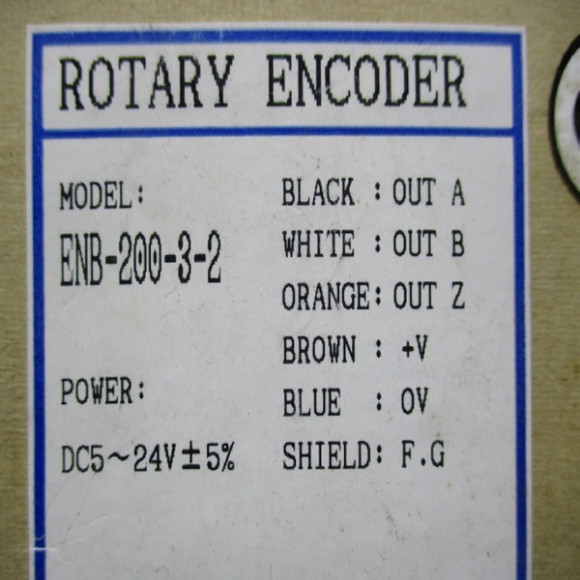 ROTARY ENCODER
MODEL:
ENB-200-3-2
POWER:
DC5～24V±5%
BLACK : OUT A
WHITE : OUT B
ORANGE: OUT Z
BROWN : +V
BLUE : 0V
SHIELD: F.G